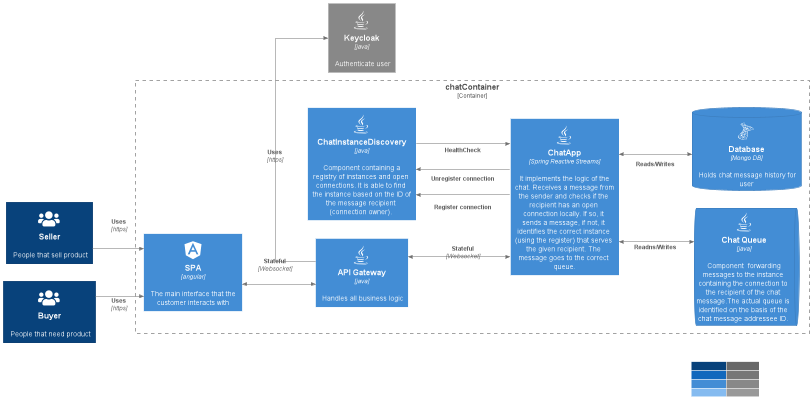 Keycloak
[java]
Authenticate user
chatContainer
[Container]
ChatInstanceDiscovery
[java]
Component containing a
registry of instances and open
connections. It is able to find
the instance based on the ID of
the message recipient
(connection owner).
HealthCheck
Unregister connection
Register connection
ChatApp
[Spring Reactive Streams]
It implements the logic of the
chat. Receives a message from
the sender and checks if the
recipient has an open
connection locally. If so, it
sends a message, if not, it
identifies the correct instance
(using the register) that serves
the given recipient. The
message goes to the correct
queue.
Reads/Writes
Database
[Mongo DB]
Holds chat message history for
user
Uses
[https]
Seller
People that sell product
Uses
[https]
SPA
[angular]
The main interface that the
customer interacts with
Stateful
[Websocket]
API Gateway
[java]
Handles all business logic
Stateful
[Websocket]
Readns/Writes
Chat Queue
[java]
Component forwarding
messages to the instance
containing the connection to
the recipient of the chat
message.The actual queue is
identified on the basis of the
chat message addressee ID.
Buyer
People that need product
Uses
[https]